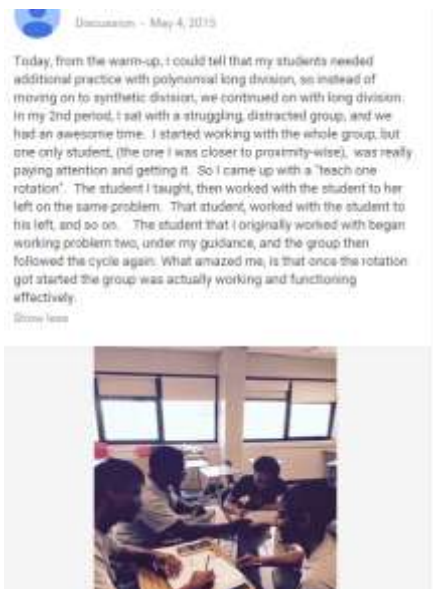 Discussion - May 4, 2015
Today, from the warm-up, I could tell that my students needed
additional practice with polynomial long division, so instead of
moving on to synthetic division, we continued on with long division.
In my 2nd period, I sat with a struggling, distracted group, and we
had an awesome time. I started working with the whole group, but
one only student, (the one I was closer to proximity-wise), was really
paying attention and getting it. So I came up with a "teach one
rotation". The student I taught, then worked with the student to her
left on the same problem. That student, worked with the student to
his left, and so on. The student that I originally worked with began
working problem two, under my guidance, and the group then
followed the cycle again. What amazed me, is that once the rotation
got started the group was actually working and functioning
effectively.
Show less